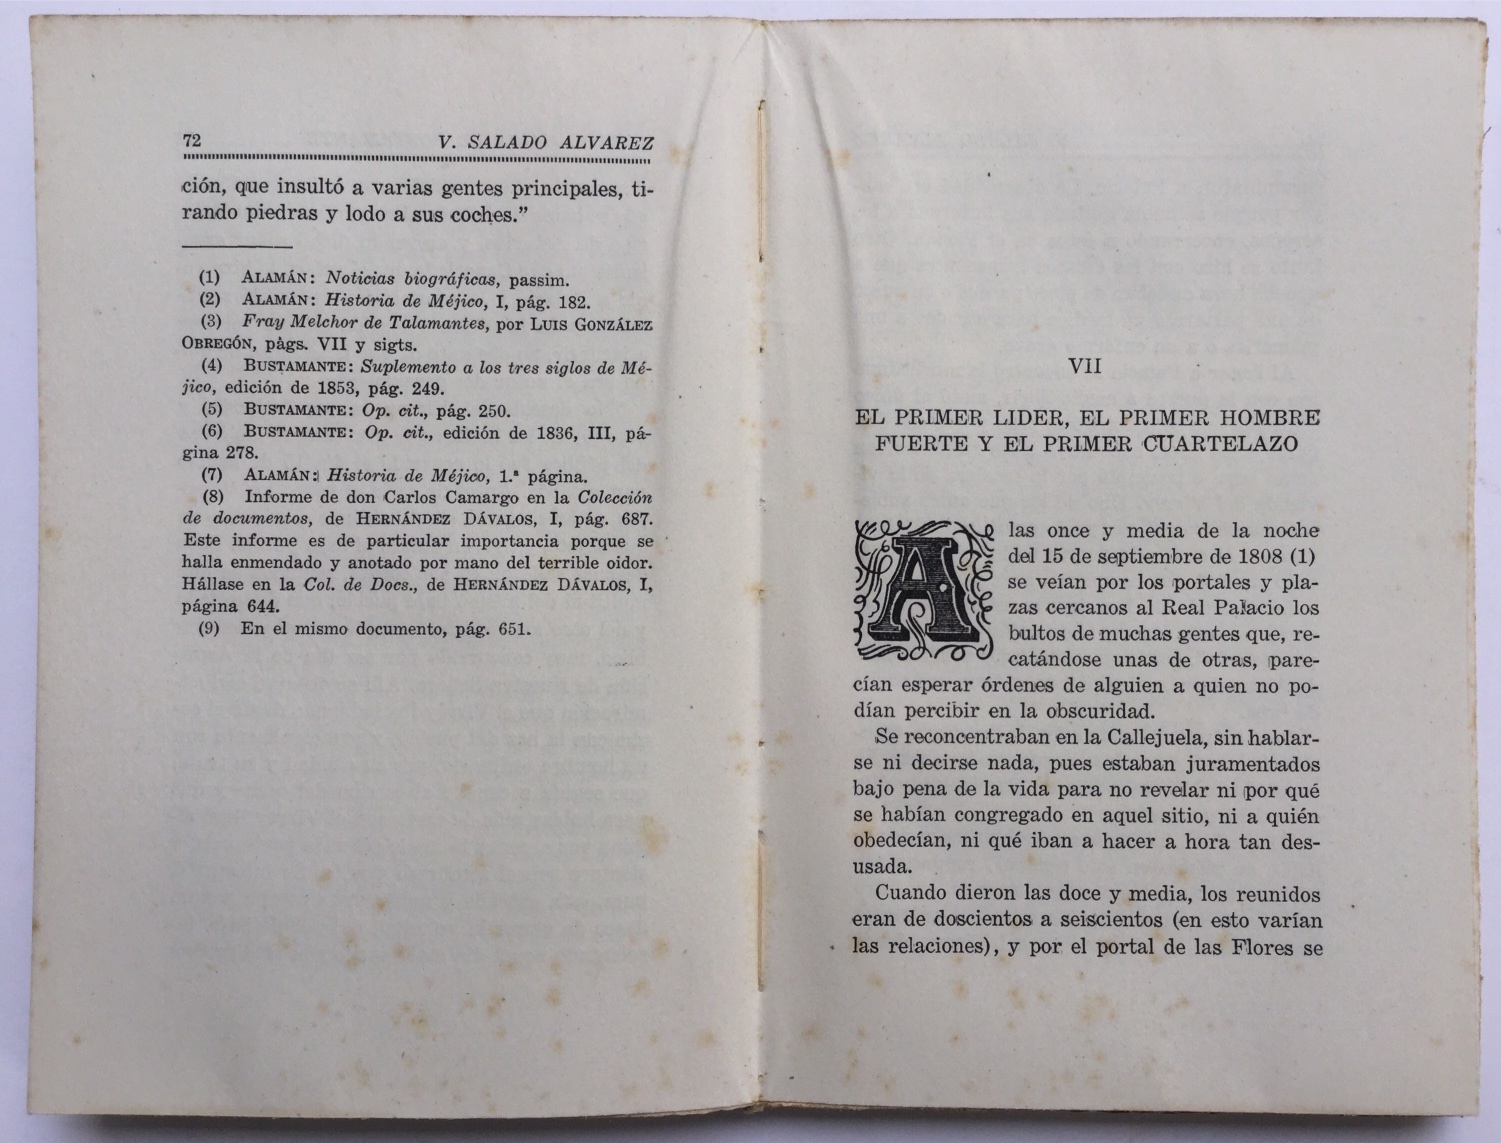 72 V. SALADO ALVAREZ
ción, que insultó a varias gentes principales, ti-
rando piedras y lodo a sus coches.”
(1) ALAMÁN: Noticias biográficas, passim.
(2) ALAMÁN: Historia de Méjico, I, pág. 182.
(3) Fray Melchor de Talamantes, por LUIS GONZÁLEZ
OBREGÓN, pàgs. VII y sigts.
(4) BUSTAMANTE: Suplemento a los tres siglos de Mé-
jico, edición de 1853, pág. 249.
(5) BUSTAMANTE: Op. cit., pág. 250.
(6) BUSTAMANTE: Op. cit., edición de 1836, III, pá-
gina 278.
(7) ALAMÁN: Historia de Méjico, 1.ª página.
(8) Informe de don Carlos Camargo en la Colección
de documentos, de HERNÁNDEZ DÁVALOS, I, pág. 687.
Este informe es de particular importancia porque se
halla enmendado y anotado por mano del terrible oidor.
Hállase en la Col. de Docs., de HERNÁNDEZ DÁVALOS, I,
página 644.
(9) En el mismo documento, pág. 651.
VII
EL PRIMER LIDER, EL PRIMER HOMBRE
FUERTE Y EL PRIMER CUARTELAZO
A las once y media de la noche
del 15 de septiembre de 1808 (1)
se veían por los portales y pla-
zas cercanos al Real Palacio los
bultos de muchas gentes que, re-
catándose unas de otras, pare-
cían esperar órdenes de alguien a quien no po-
dían percibir en la obscuridad.
Se reconcentraban en la Callejuela, sin hablar-
se ni decirse nada, pues estaban juramentados
bajo pena de la vida para no revelar ni por qué
se habían congregado en aquel sitio, ni a quién
obedecían, ni qué iban a hacer a hora tan des-
usada.
Cuando dieron las doce y media, los reunidos
eran de doscientos a seiscientos (en esto varían
las relaciones), y por el portal de las Flores se